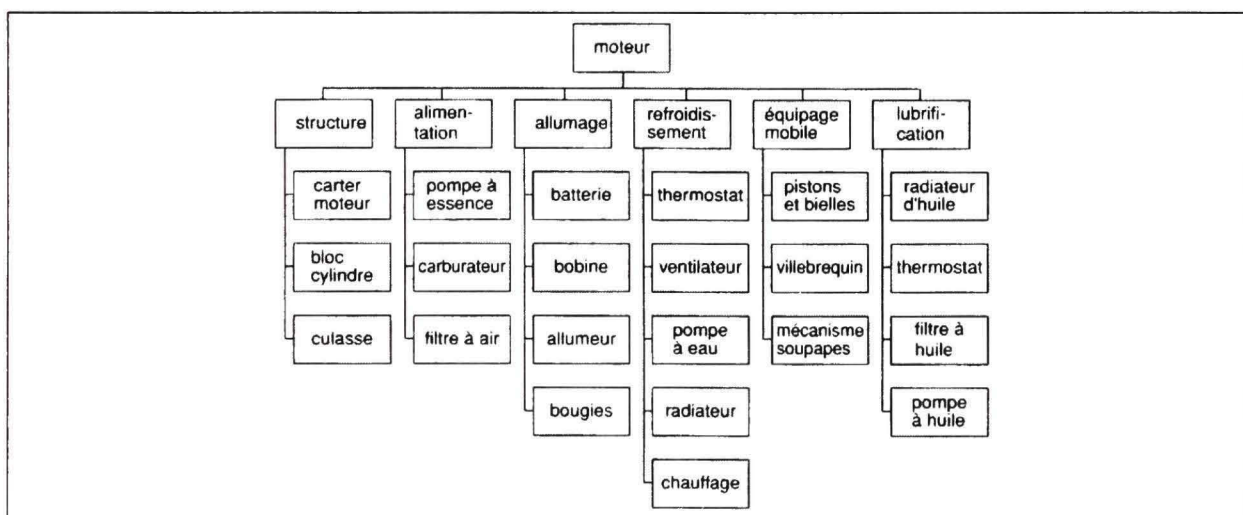 moteur
structure
alimen-
tation
allumage
refroidis-
sement
équipage
mobile
lubrifi-
cation
carter
moteur
bloc
cylindre
culasse
pompe à
essence
carburateur
filtre à air
batterie
bobine
allumeur
bougies
thermostat
ventilateur
pompe
à eau
radiateur
chauffage
pistons
et bielles
villebrequin
mécanisme
soupapes
radiateur
d'huile
thermostat
filtre à
huile
pompe
à huile